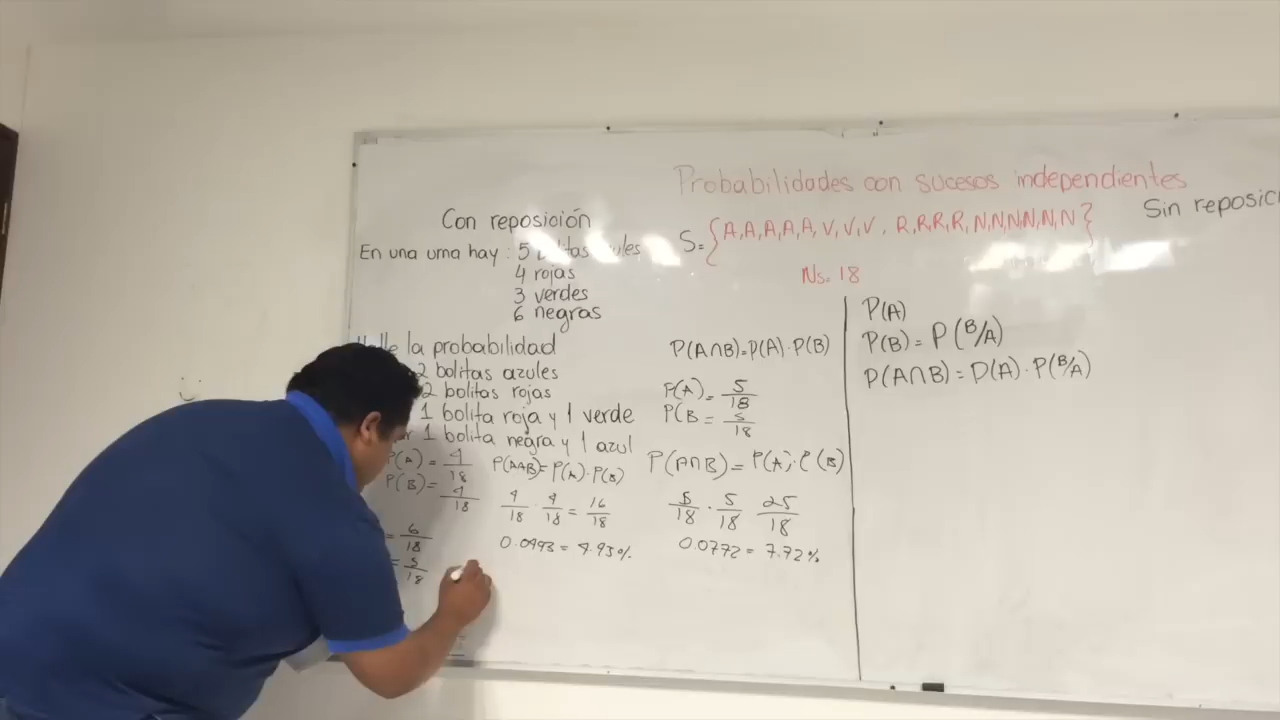 Probabilidades con sucesos independientes
Con reposición
S={A,A,A,A,A,V,V,V, R,R,R,R,N,N,N,N,N,N}
Sin reposic
Ns=18
En una urna hay: 5
4 rojas
3 verdes
6 negras
la probabilidad
2 bolitas azules
2 bolitas rojas
1 bolita roja y 1 verde
1 bolita negra y 1 azul
P(A) = 4/18
P(B) = 4/18
= 6/18
= 5/18
P(A∩B)=P(A)·P(B)
4/18 · 4/18 = 16/18
0.0493 = 4.93%
P(A∩B)=P(A)·P(B)
P(A)= 5/18
P(B = 5/18
P(A∩B)=P(A)·P(B)
5/18 · 5/18 25/18
0.0772 = 7.72%
P(A)
P(B)= P(B/A)
P(A∩B) = P(A)·P(B/A)